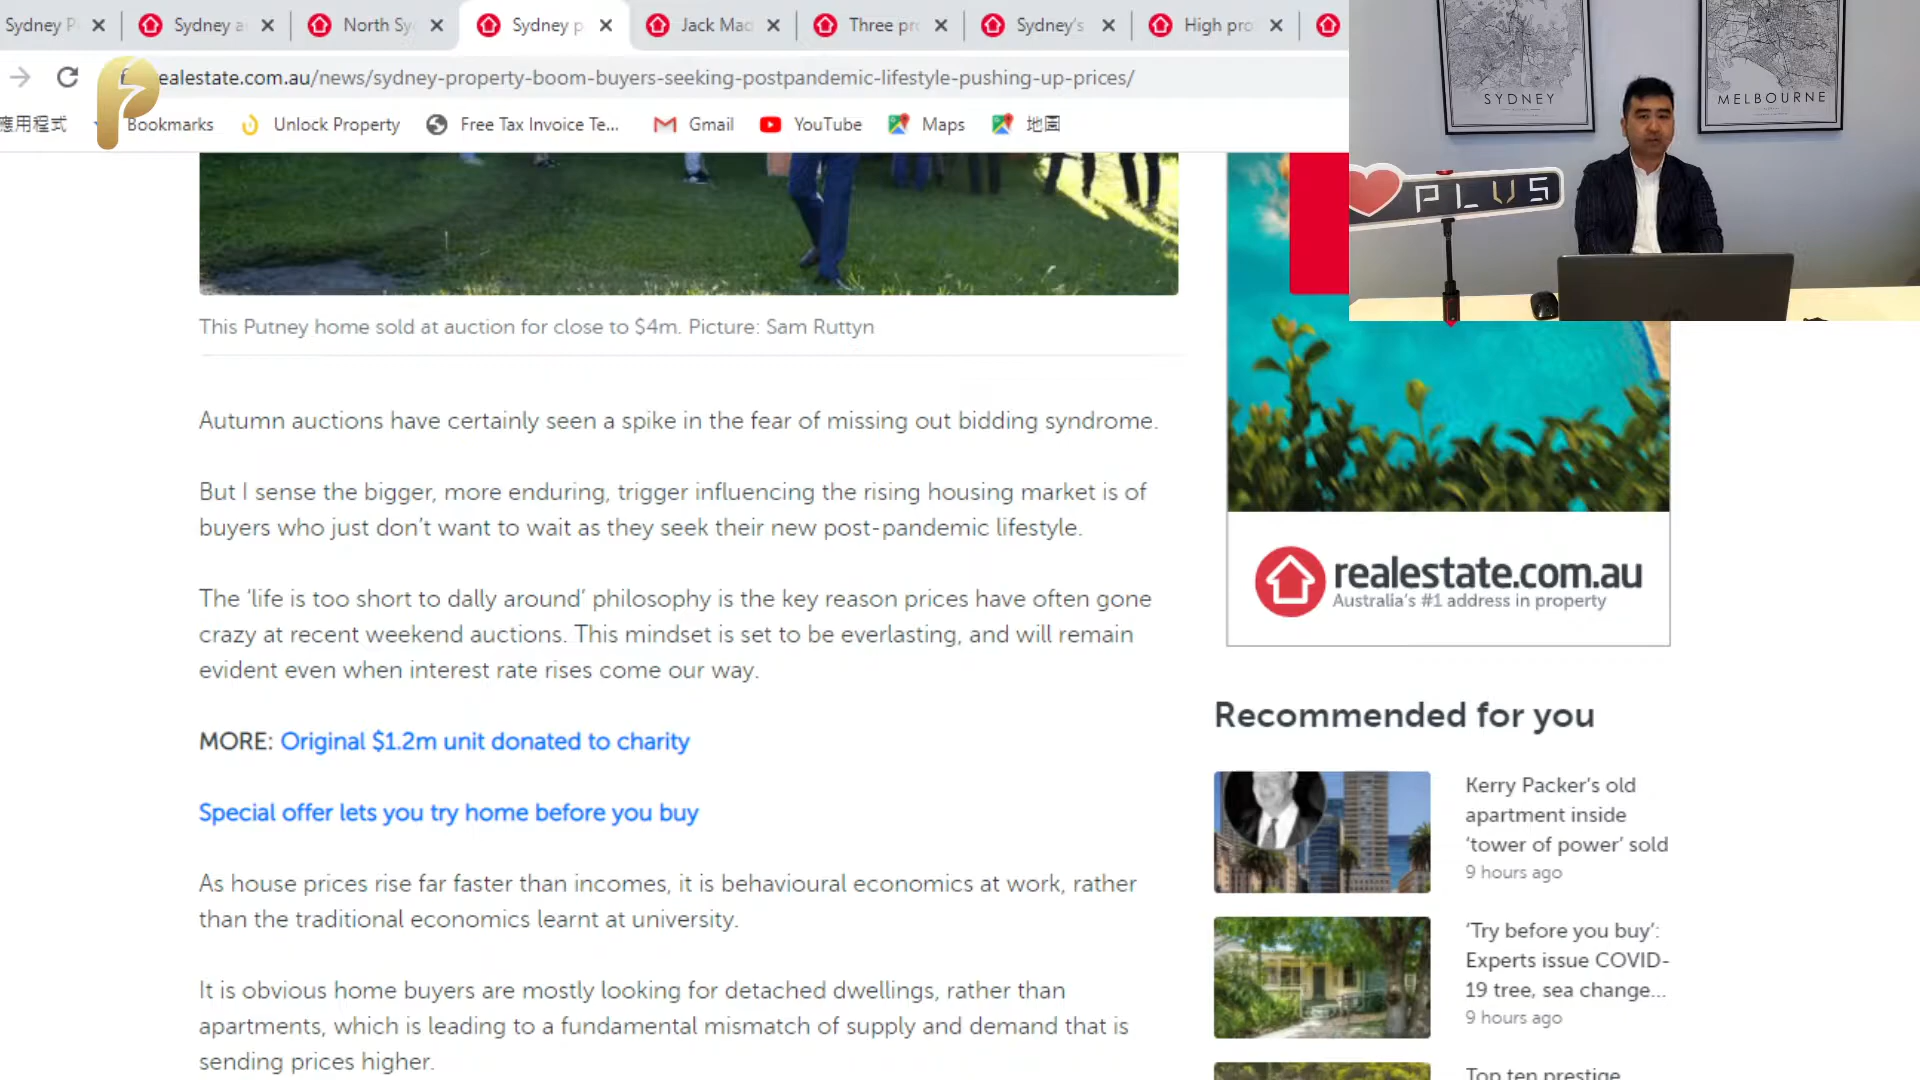 Sydney P
Sydney a
North Sy
Sydney p
Jack Mad
Three pro
Sydney's
High pro
realestate.com.au/news/sydney-property-boom-buyers-seeking-postpandemic-lifestyle-pushing-up-prices/
應用程式
Bookmarks
Unlock Property
Free Tax Invoice Te...
Gmail
YouTube
Maps
地圖
SYDNEY
MELBOURNE
PLUS
This Putney home sold at auction for close to $4m. Picture: Sam Ruttyn
Autumn auctions have certainly seen a spike in the fear of missing out bidding syndrome.
But I sense the bigger, more enduring, trigger influencing the rising housing market is of
buyers who just don't want to wait as they seek their new post-pandemic lifestyle.
The 'life is too short to dally around' philosophy is the key reason prices have often gone
crazy at recent weekend auctions. This mindset is set to be everlasting, and will remain
evident even when interest rate rises come our way.
MORE: Original $1.2m unit donated to charity
Special offer lets you try home before you buy
As house prices rise far faster than incomes, it is behavioural economics at work, rather
than the traditional economics learnt at university.
It is obvious home buyers are mostly looking for detached dwellings, rather than
apartments, which is leading to a fundamental mismatch of supply and demand that is
sending prices higher.
realestate.com.au
Australia's #1 address in property
Recommended for you
Kerry Packer's old
apartment inside
'tower of power' sold
9 hours ago
'Try before you buy':
Experts issue COVID-
19 tree, sea change...
9 hours ago
Top ten prestige